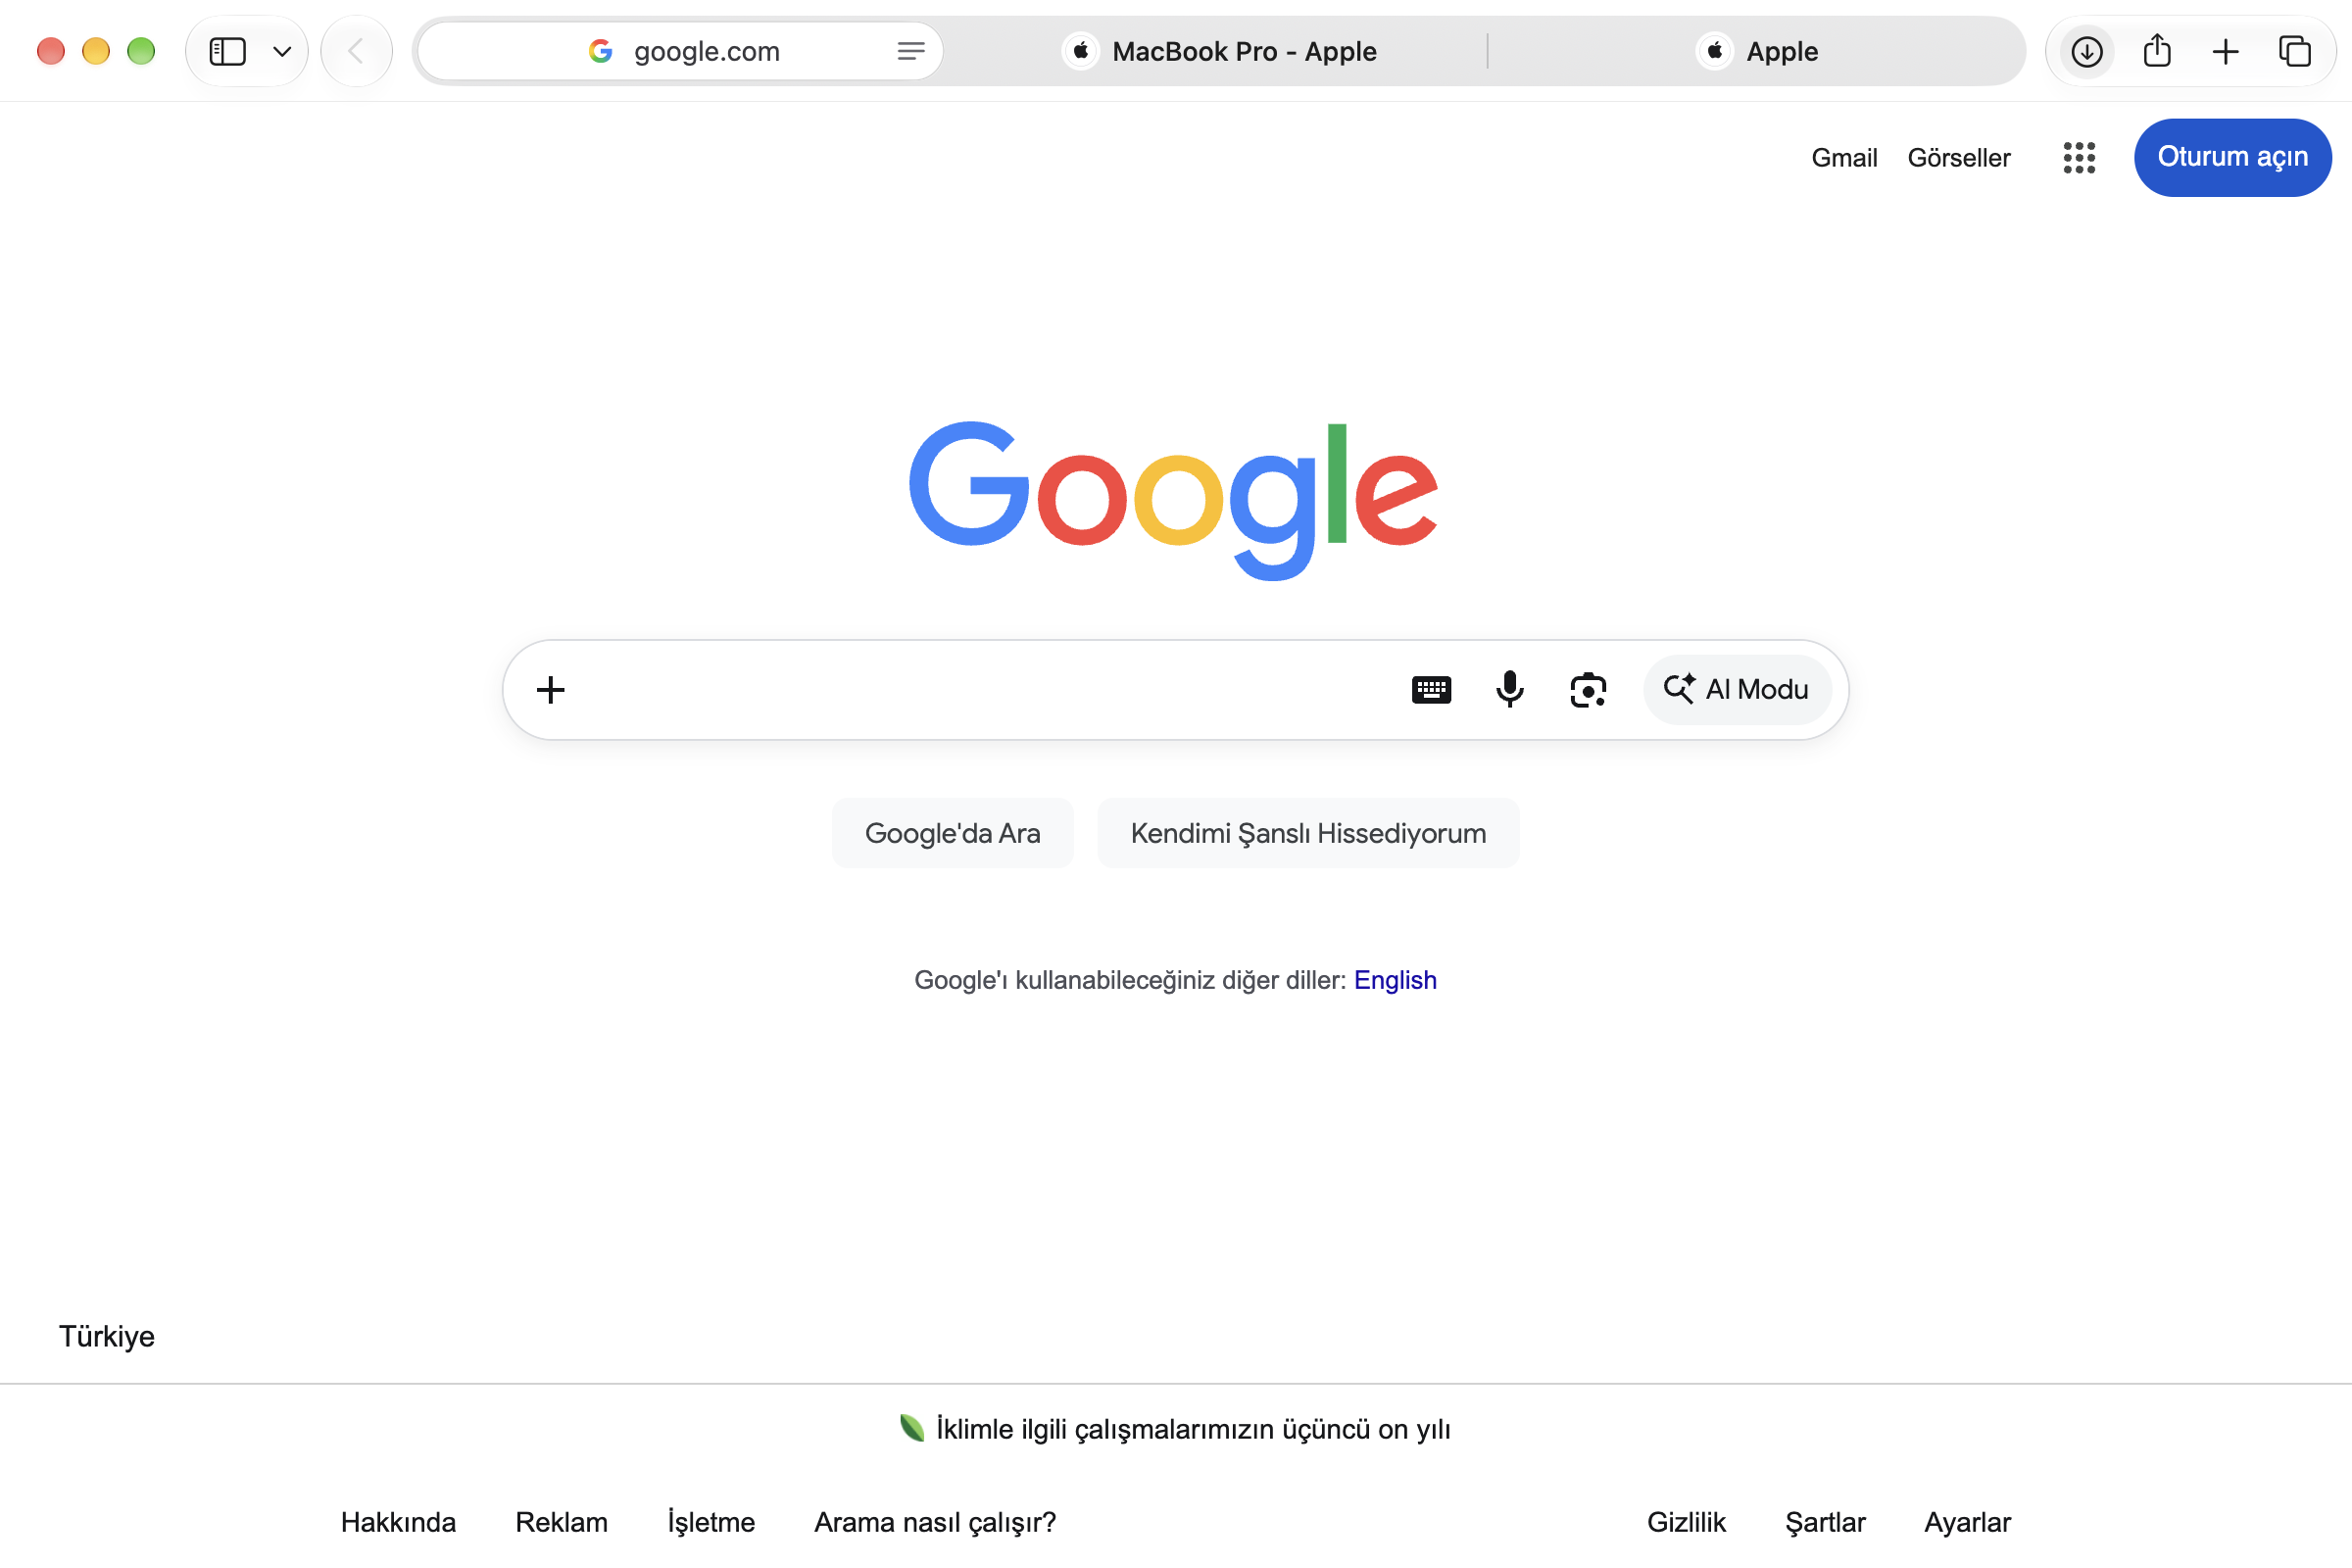 google.com MacBook Pro - Apple Apple
Gmail Görseller Oturum açın
Google
AI Modu
Google'da Ara Kendimi Şanslı Hissediyorum
Google'ı kullanabileceğiniz diğer diller: English
Türkiye
İklimle ilgili çalışmalarımızın üçüncü on yılı
Hakkında Reklam İşletme Arama nasıl çalışır? Gizlilik Şartlar Ayarlar